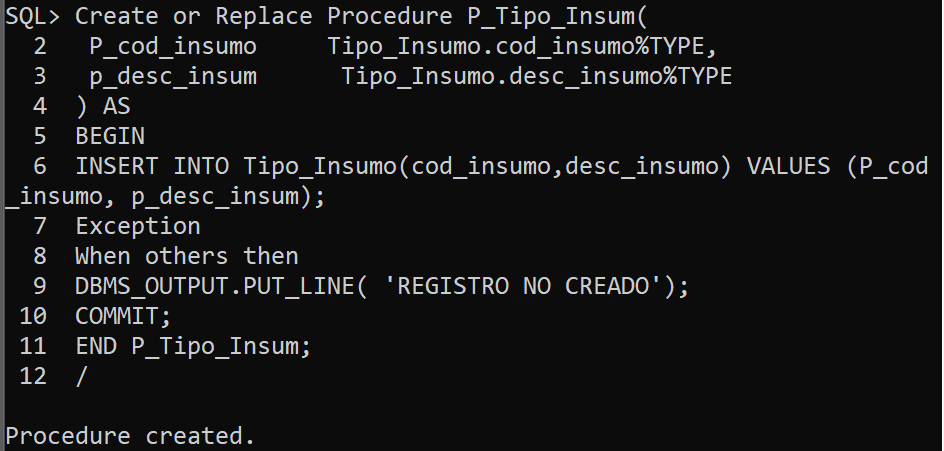 SQL> Create or Replace Procedure P_Tipo_Insum(
  2   P_cod_insumo     Tipo_Insumo.cod_insumo%TYPE,
  3   p_desc_insum      Tipo_Insumo.desc_insumo%TYPE
  4  ) AS
  5  BEGIN
  6  INSERT INTO Tipo_Insumo(cod_insumo,desc_insumo) VALUES (P_cod
_insumo, p_desc_insum);
  7  Exception
  8  When others then
  9  DBMS_OUTPUT.PUT_LINE( 'REGISTRO NO CREADO');
 10  COMMIT;
 11  END P_Tipo_Insum;
 12  /
Procedure created.